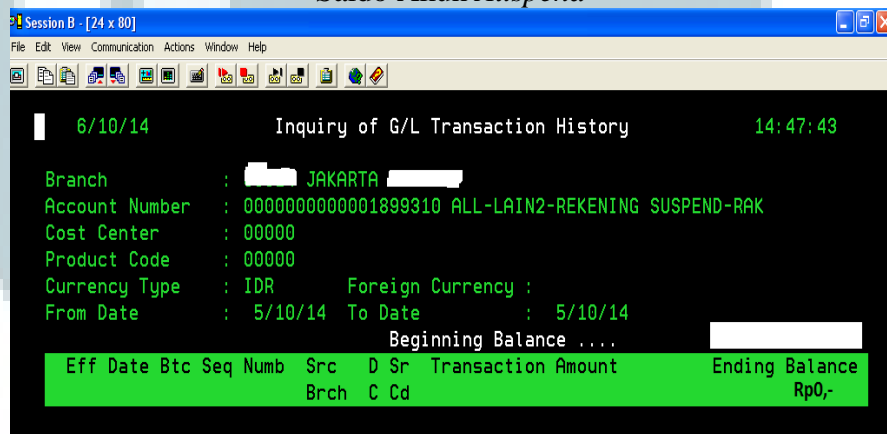 Session B - [24 x 80]
File Edit View Communication Actions Window Help
6/10/14 Inquiry of G/L Transaction History 14:47:43
Branch : JAKARTA
Account Number : 0000000000001899310 ALL-LAIN2-REKENING SUSPEND-RAK
Cost Center : 00000
Product Code : 00000
Currency Type : IDR Foreign Currency :
From Date : 5/10/14 To Date : 5/10/14
Beginning Balance ....
Eff Date Btc Seq Numb Src D Sr Transaction Amount Ending Balance
Brch C Cd Rp0,-